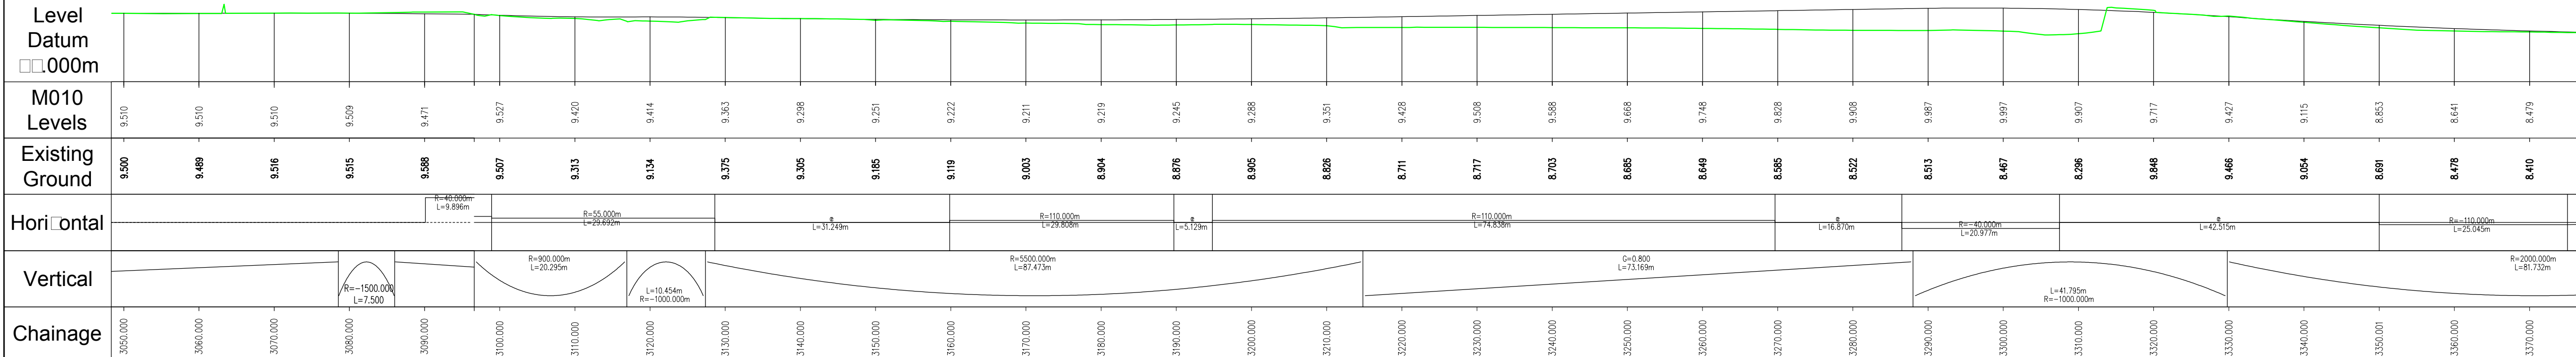 Level
Datum
□□.000m
M010
Levels
9.510 9.510 9.510 9.509 9.471 9.527 9.420 9.414 9.363 9.298 9.251 9.222 9.211 9.219 9.245 9.288 9.351 9.428 9.508 9.588 9.668 9.748 9.828 9.908 9.987 9.997 9.907 9.717 9.427 9.115 8.853 8.641 8.479
Existing
Ground
9.500 9.489 9.516 9.515 9.588 9.507 9.313 9.134 9.375 9.305 9.185 9.119 9.003 8.904 8.876 8.905 8.826 8.711 8.717 8.703 8.685 8.649 8.585 8.522 8.513 8.467 8.296 9.848 9.466 9.054 8.691 8.478 8.410
Hori□ontal
R=40.000m
L=9.896m
R=55.000m
L=29.692m
L=31.249m
R=110.000m
L=29.808m
L=5.129m
R=110.000m
L=74.838m
L=16.870m
R=-40.000m
L=20.977m
L=42.515m
R=-110.000m
L=25.045m
Vertical
R=-1500.000
L=7.500
R=900.000m
L=20.295m
L=10.454m
R=-1000.000m
R=5500.000m
L=87.473m
G=0.800
L=73.169m
L=41.795m
R=-1000.000m
R=2000.000m
L=81.732m
Chainage
3050.000 3060.000 3070.000 3080.000 3090.000 3100.000 3110.000 3120.000 3130.000 3140.000 3150.000 3160.000 3170.000 3180.000 3190.000 3200.000 3210.000 3220.000 3230.000 3240.000 3250.000 3260.000 3270.000 3280.000 3290.000 3300.000 3310.000 3320.000 3330.000 3340.000 3350.001 3360.000 3370.000